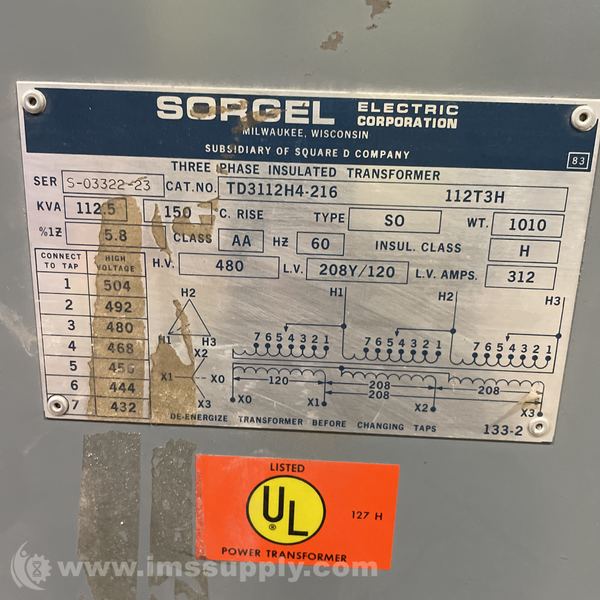 SORGEL ELECTRIC CORPORATION
MILWAUKEE, WISCONSIN
SUBSIDIARY OF SQUARE D COMPANY
83
THREE PHASE INSULATED TRANSFORMER
SER S-03322-23 CAT.NO. TD3112H4-216 112T3H
KVA 112.5 150 °C. RISE TYPE SO WT. 1010
%1Z 5.8 CLASS AA HZ 60 INSUL. CLASS H
CONNECT TO TAP HIGH VOLTAGE H.V. 480 L.V. 208Y/120 L.V. AMPS. 312
1 504
2 492
3 480
4 468
5 456
6 444
7 432
H2
H1 H3
X2
X1 X0
X3
H1 H2 H3
7 6 5 4 3 2 1 7 6 5 4 3 2 1 7 6 5 4 3 2 1
120 208 208
208
X0 X1 X2 X3
DE-ENERGIZE TRANSFORMER BEFORE CHANGING TAPS 133-2
LISTED
UL ®
127 H
POWER TRANSFORMER
www.imssupply.com